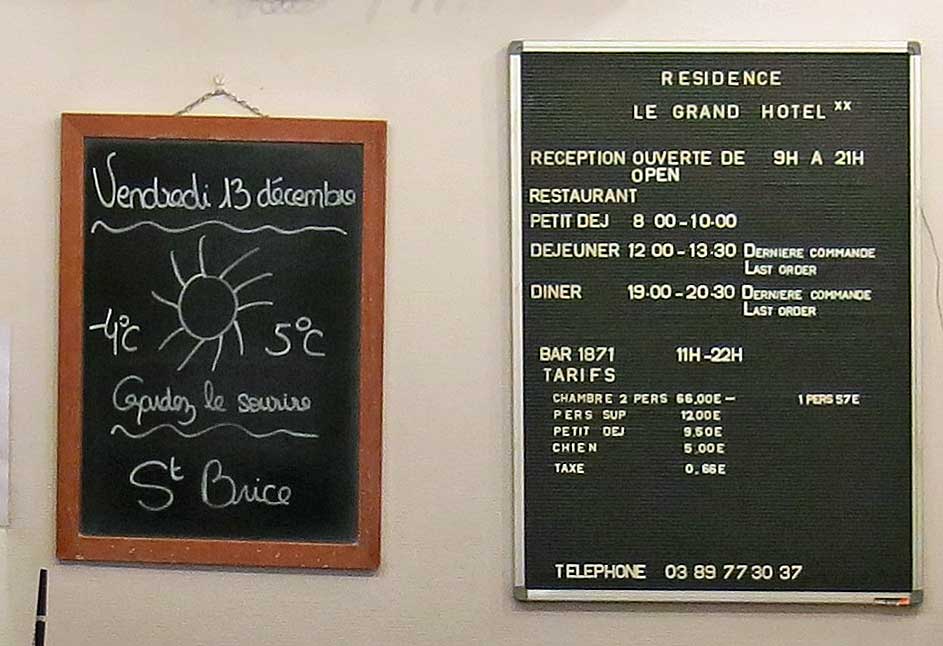 Vendredi 13 décembre
-4°C 5°C
Gardez le sourire
St Brice
RESIDENCE
LE GRAND HOTEL XX
RECEPTION OUVERTE DE 9H A 21H
OPEN
RESTAURANT
PETIT DEJ 8 00-10.00
DEJEUNER 12 00-13.30 DERNIERE COMMANDE
LAST ORDER
DINER 19.00-20.30 DERNIERE COMMANDE
LAST ORDER
BAR 1871 11H-22H
TARIFS
CHAMBRE 2 PERS 66,00E - 1 PERS 57E
PERS SUP 12,00E
PETIT DEJ 9,50E
CHIEN 5,00E
TAXE 0,66E
TELEPHONE 03 89 77 30 37